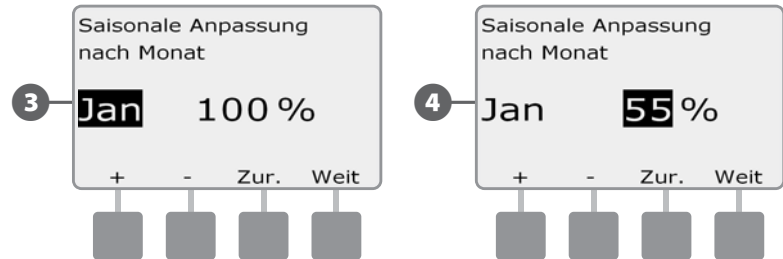 Saisonale Anpassung
nach Monat
3
Jan 100 %
+ - Zur. Weit
Saisonale Anpassung
nach Monat
4
Jan 55 %
+ - Zur. Weit